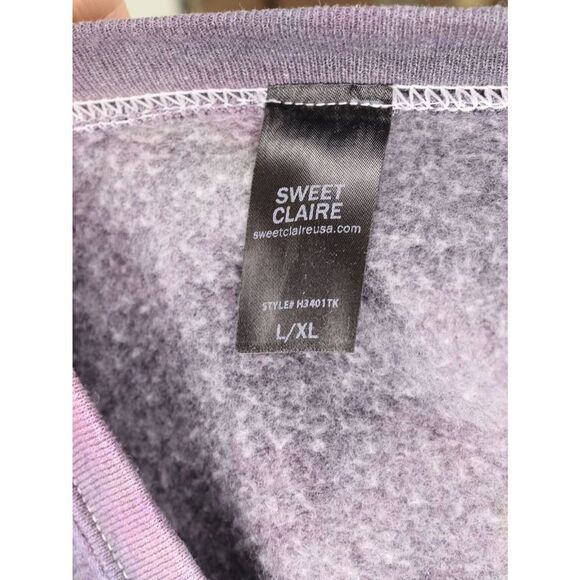 SWEET
CLAIRE
sweetclaireusa.com
STYLE# H3401TK
L/XL